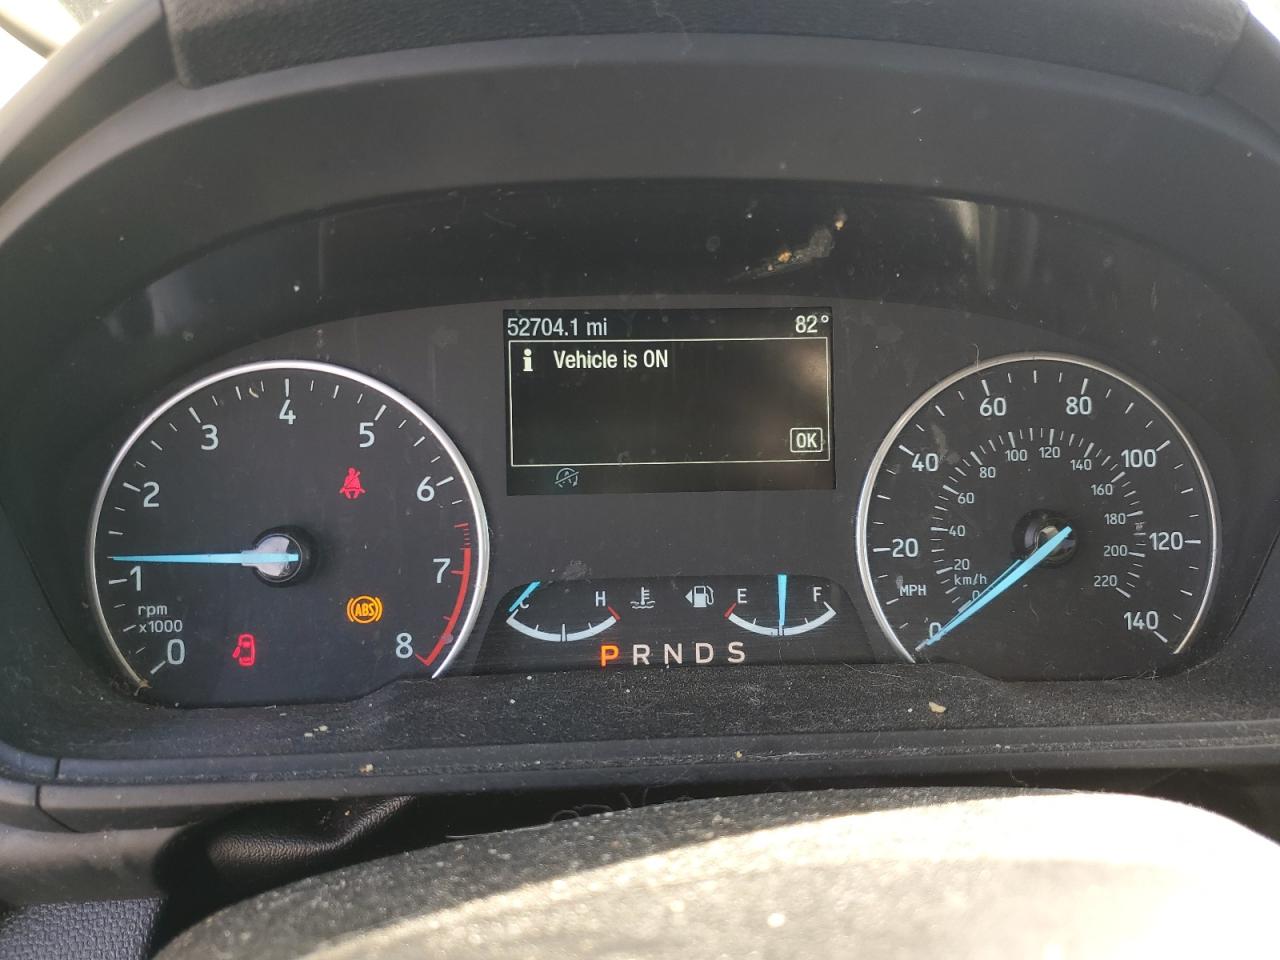 52704.1 mi 82°
i Vehicle is ON
OK
0 1 2 3 4 5 6 7 8
rpm
x1000
ABS
C H
E F
P R N D S
0 20 40 60 80 100 120 140
MPH
0 20 40 60 80 100 120 140 160 180 200 220
km/h